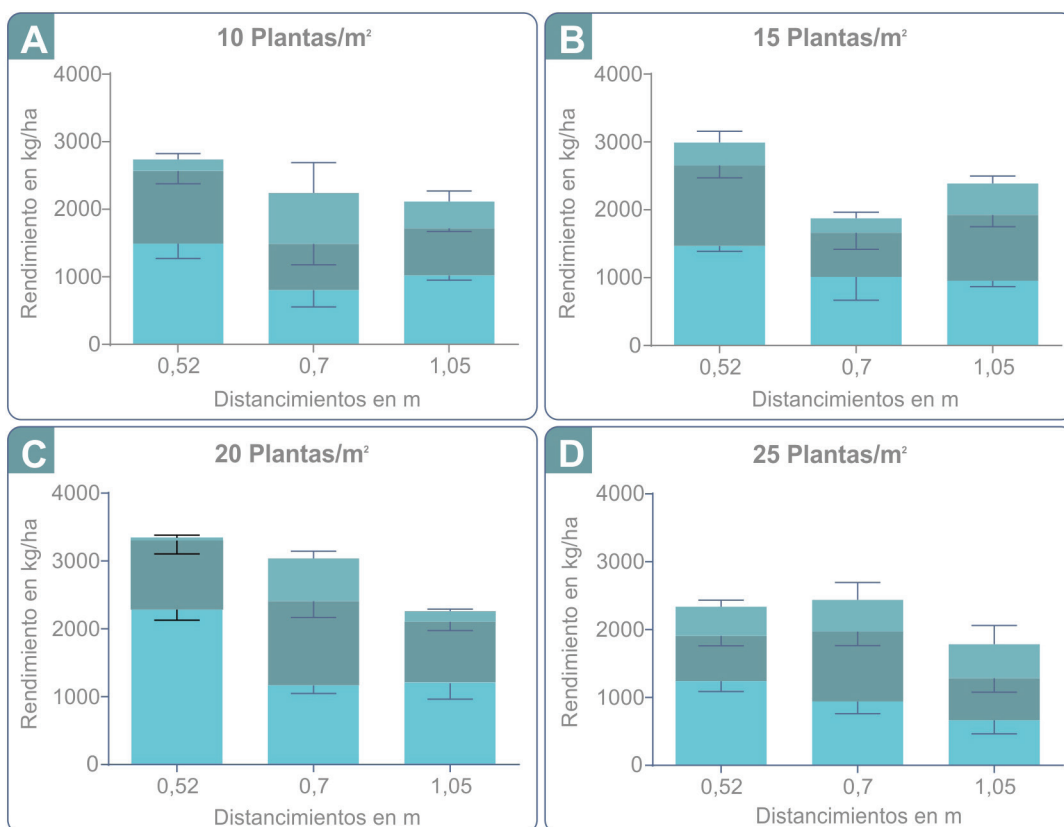 A
10 Plantas/m²
Rendimiento en kg/ha
4000
3000
2000
1000
0
0,52
0,7
1,05
Distancimientos en m
B
15 Plantas/m²
Rendimiento en kg/ha
4000
3000
2000
1000
0
0,52
0,7
1,05
Distancimientos en m
C
20 Plantas/m²
Rendimiento en kg/ha
4000
3000
2000
1000
0
0,52
0,7
1,05
Distancimientos en m
D
25 Plantas/m²
Rendimiento en kg/ha
4000
3000
2000
1000
0
0,52
0,7
1,05
Distancimientos en m